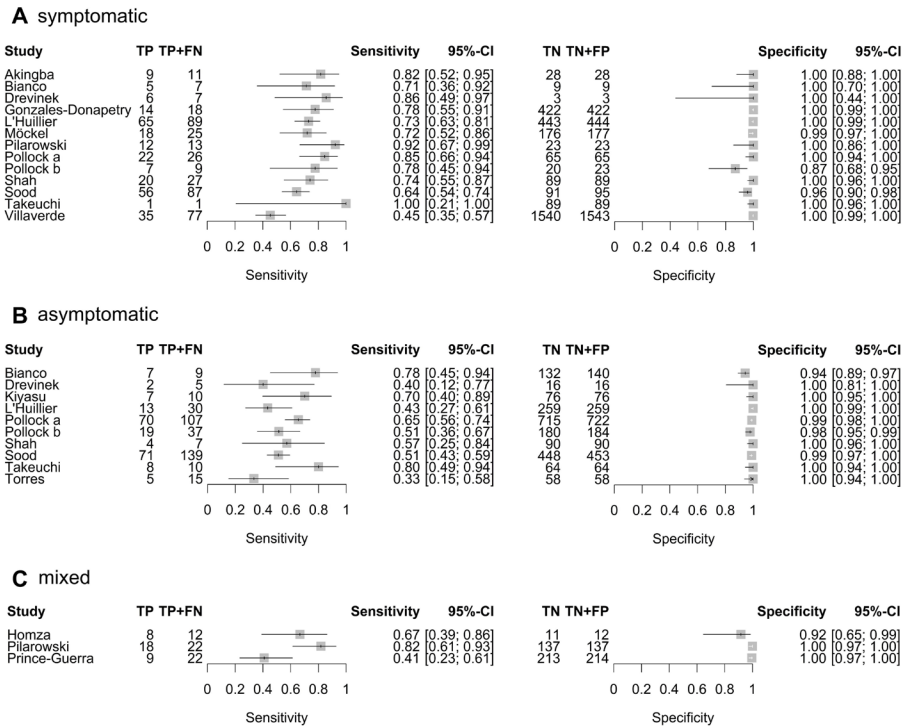 A symptomatic
Study TP TP+FN Sensitivity 95%-CI TN TN+FP Specificity 95%-CI
Akingba 9 11 0.82 [0.52; 0.95] 28 28 1.00 [0.88; 1.00]
Bianco 5 7 0.71 [0.36; 0.92] 9 9 1.00 [0.70; 1.00]
Drevinek 6 7 0.86 [0.49; 0.97] 3 3 1.00 [0.44; 1.00]
Gonzales-Donapetry 14 18 0.78 [0.55; 0.91] 422 422 1.00 [0.99; 1.00]
L'Huillier 65 89 0.73 [0.63; 0.81] 443 444 1.00 [0.99; 1.00]
Möckel 18 25 0.72 [0.52; 0.86] 176 177 0.99 [0.97; 1.00]
Pilarowski 12 13 0.92 [0.67; 0.99] 23 23 1.00 [0.86; 1.00]
Pollock a 22 26 0.85 [0.66; 0.94] 65 65 1.00 [0.94; 1.00]
Pollock b 7 9 0.78 [0.45; 0.94] 20 23 0.87 [0.68; 0.95]
Shah 20 27 0.74 [0.55; 0.87] 89 89 1.00 [0.96; 1.00]
Sood 56 87 0.64 [0.54; 0.74] 91 95 0.96 [0.90; 0.98]
Takeuchi 1 1 1.00 [0.21; 1.00] 89 89 1.00 [0.96; 1.00]
Villaverde 35 77 0.45 [0.35; 0.57] 1540 1543 1.00 [0.99; 1.00]
0 0.2 0.4 0.6 0.8 1 0 0.2 0.4 0.6 0.8 1
Sensitivity Specificity
B asymptomatic
Study TP TP+FN Sensitivity 95%-CI TN TN+FP Specificity 95%-CI
Bianco 7 9 0.78 [0.45; 0.94] 132 140 0.94 [0.89; 0.97]
Drevinek 2 5 0.40 [0.12; 0.77] 16 16 1.00 [0.81; 1.00]
Kiyasu 7 10 0.70 [0.40; 0.89] 76 76 1.00 [0.95; 1.00]
L'Huillier 13 30 0.43 [0.27; 0.61] 259 259 1.00 [0.99; 1.00]
Pollock a 70 107 0.65 [0.56; 0.74] 715 722 0.99 [0.98; 1.00]
Pollock b 19 37 0.51 [0.36; 0.67] 180 184 0.98 [0.95; 0.99]
Shah 4 7 0.57 [0.25; 0.84] 90 90 1.00 [0.96; 1.00]
Sood 71 139 0.51 [0.43; 0.59] 448 453 0.99 [0.97; 1.00]
Takeuchi 8 10 0.80 [0.49; 0.94] 64 64 1.00 [0.94; 1.00]
Torres 5 15 0.33 [0.15; 0.58] 58 58 1.00 [0.94; 1.00]
0 0.2 0.4 0.6 0.8 1 0 0.2 0.4 0.6 0.8 1
Sensitivity Specificity
C mixed
Study TP TP+FN Sensitivity 95%-CI TN TN+FP Specificity 95%-CI
Homza 8 12 0.67 [0.39; 0.86] 11 12 0.92 [0.65; 0.99]
Pilarowski 18 22 0.82 [0.61; 0.93] 137 137 1.00 [0.97; 1.00]
Prince-Guerra 9 22 0.41 [0.23; 0.61] 213 214 1.00 [0.97; 1.00]
0 0.2 0.4 0.6 0.8 1 0 0.2 0.4 0.6 0.8 1
Sensitivity Specificity